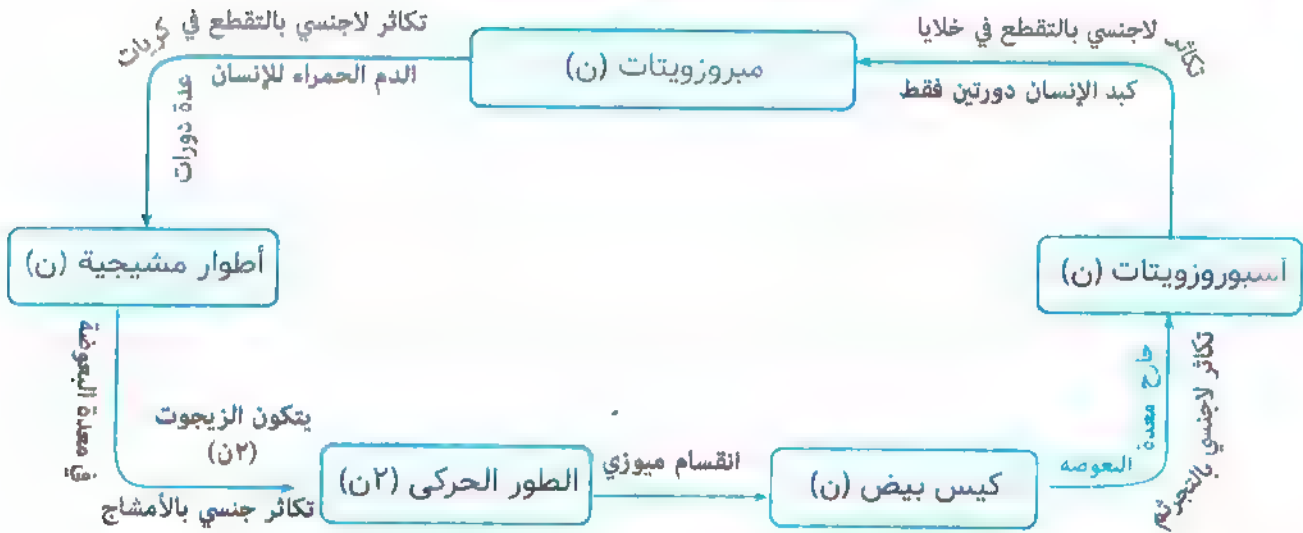 تكاثر لاجنسي بالتقطع في خلايا
كبد الإنسان دورتين فقط
ميروزويتات (ن)
تكاثر لاجنسي بالتقطع في كريات
الدم الحمراء للإنسان
عدة دورات
أطوار مشيجية (ن)
في معدة البعوضة
يتكون الزيجوت
(٢ن)
تكاثر جنسي بالأمشاج
الطور الحركى (٢ن)
انقسام ميوزي
كيس بيض (ن)
خارج معدة
البعوضه
تكاثر لاجنسي بالتجرثم
أسبوروزويتات (ن)